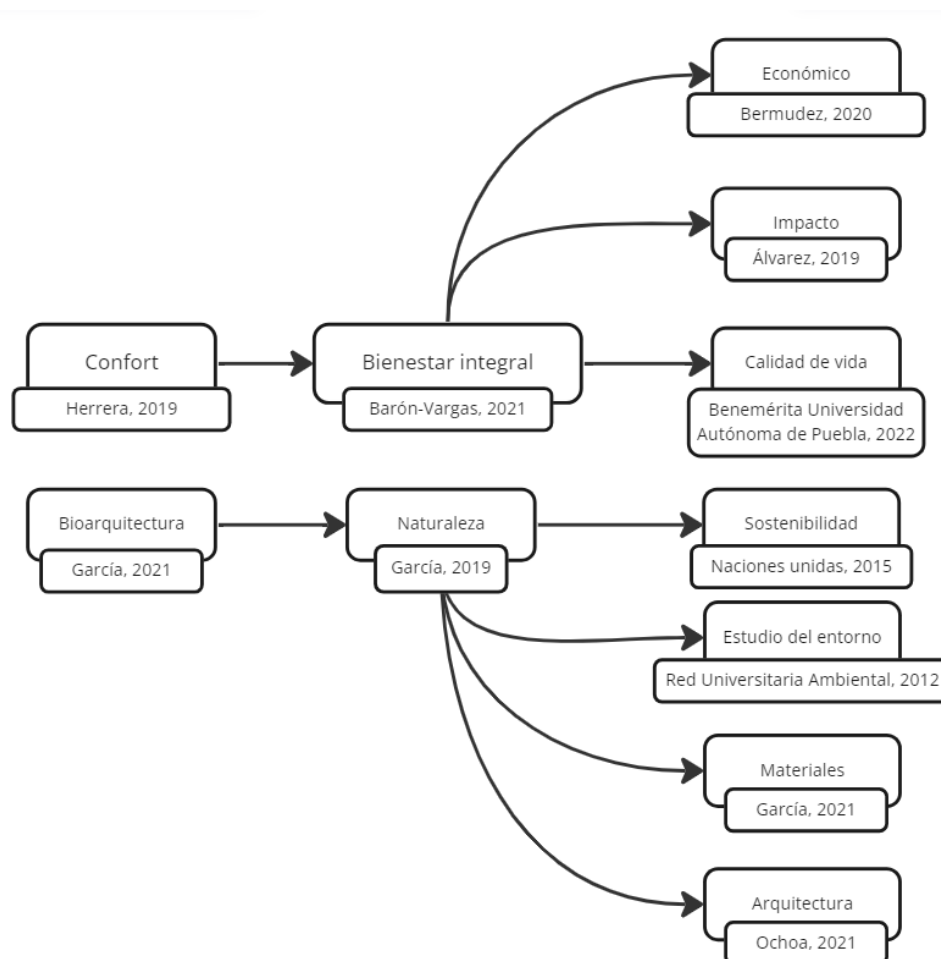 Económico
Bermudez, 2020
Impacto
Álvarez, 2019
Confort
Herrera, 2019
Bienestar integral
Barón-Vargas, 2021
Calidad de vida
Benemérita Universidad
Autónoma de Puebla, 2022
Bioarquitectura
García, 2021
Naturaleza
García, 2019
Sostenibilidad
Naciones unidas, 2015
Estudio del entorno
Red Universitaria Ambiental, 2012
Materiales
García, 2021
Arquitectura
Ochoa, 2021